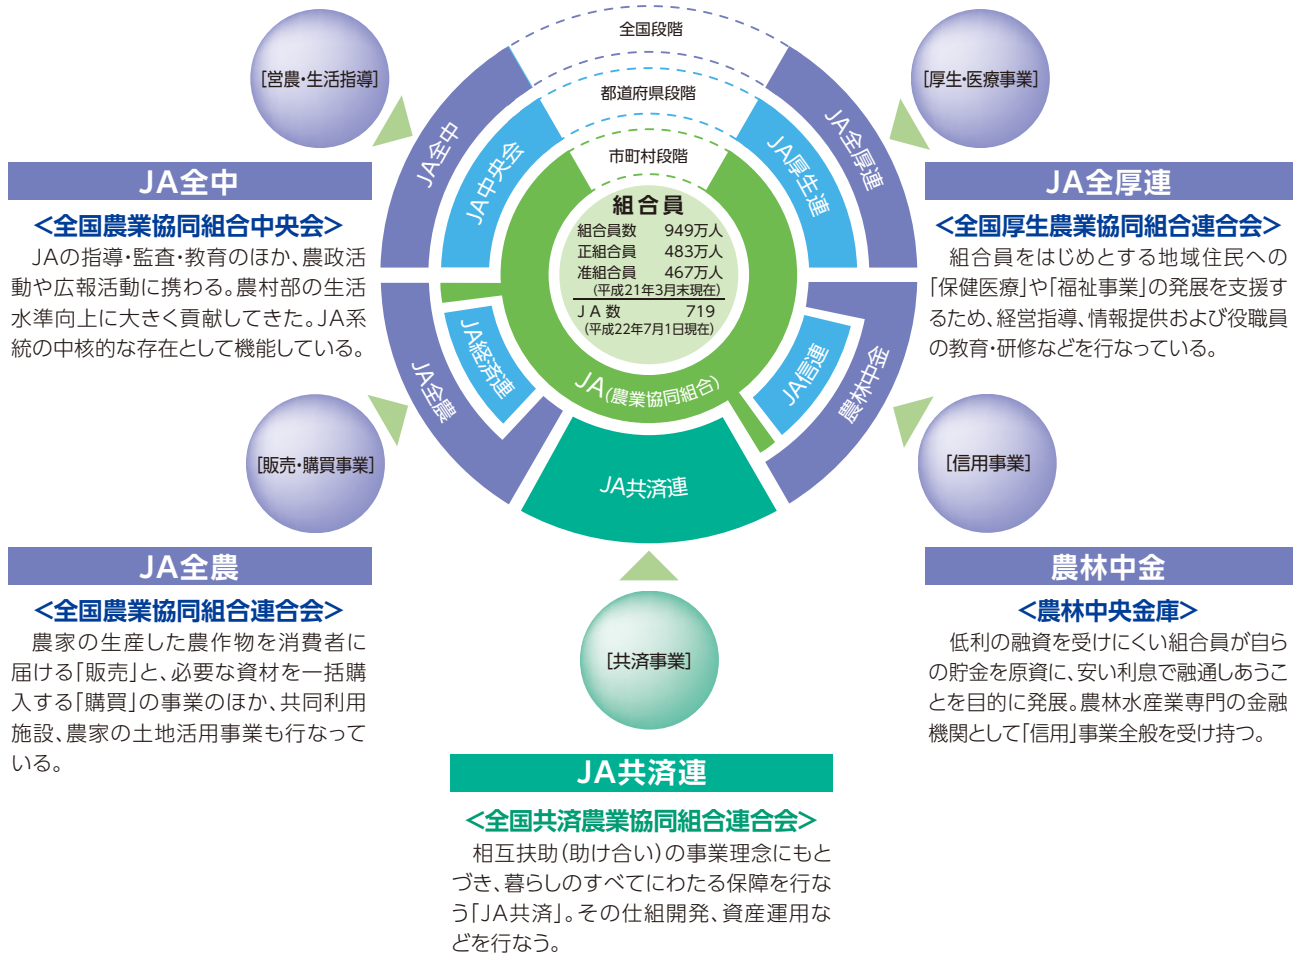 全国段階
都道府県段階
市町村段階
組合員
組合員数 949万人
正組合員 483万人
准組合員 467万人
(平成21年3月末現在)
JA数 719
(平成22年7月1日現在)
JA(農業協同組合)
JA全中
JA中央会
JA厚生連
JA全厚連
JA経済連
JA全農
JA信連
農林中金
JA共済連
[営農・生活指導]
JA全中
<全国農業協同組合中央会>
JAの指導・監査・教育のほか、農政活
動や広報活動に携わる。農村部の生活
水準向上に大きく貢献してきた。JA系
統の中核的な存在として機能している。
[厚生・医療事業]
JA全厚連
<全国厚生農業協同組合連合会>
組合員をはじめとする地域住民への
「保健医療」や「福祉事業」の発展を支援す
るため、経営指導、情報提供および役職員
の教育・研修などを行なっている。
[販売・購買事業]
JA全農
<全国農業協同組合連合会>
農家の生産した農作物を消費者に
届ける「販売」と、必要な資材を一括購
入する「購買」の事業のほか、共同利用
施設、農家の土地活用事業も行なって
いる。
[信用事業]
農林中金
<農林中央金庫>
低利の融資を受けにくい組合員が自ら
の貯金を原資に、安い利息で融通しあうこ
とを目的に発展。農林水産業専門の金融
機関として「信用」事業全般を受け持つ。
[共済事業]
JA共済連
<全国共済農業協同組合連合会>
相互扶助(助け合い)の事業理念にもと
づき、暮らしのすべてにわたる保障を行な
う「JA共済」。その仕組開発、資産運用な
どを行なう。